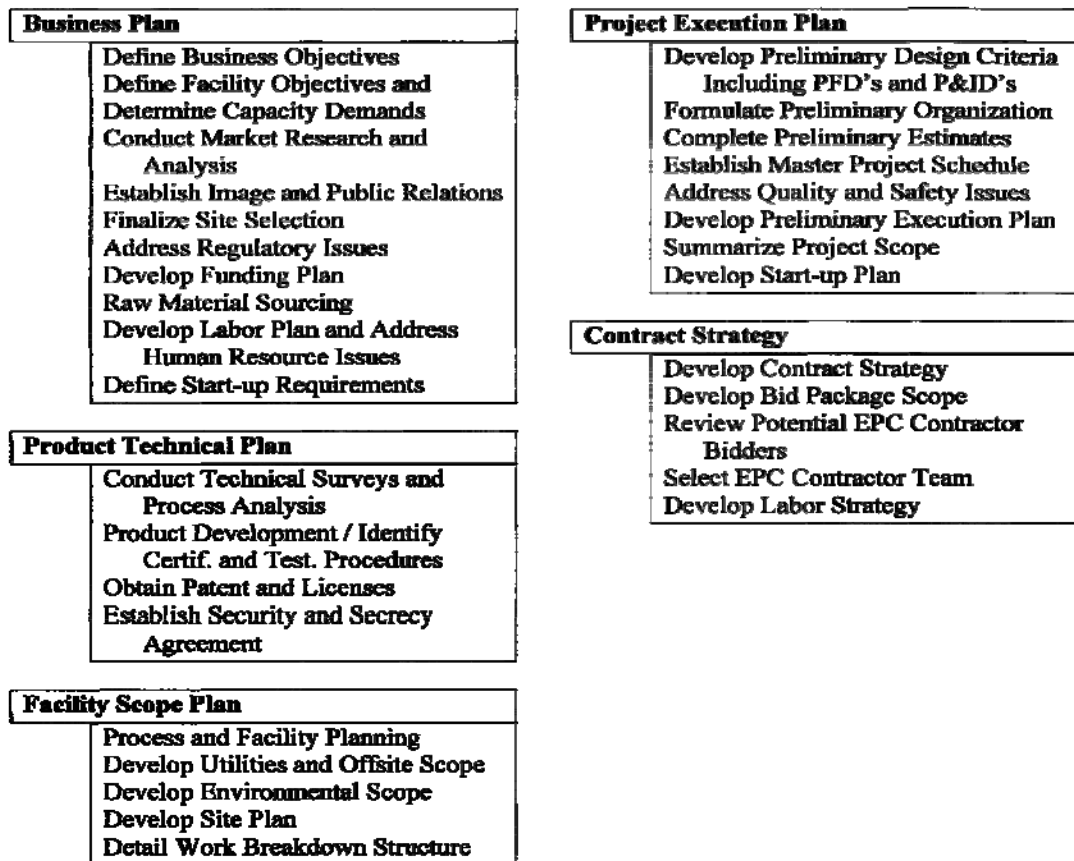 Business Plan
Define Business Objectives
Define Facility Objectives and
Determine Capacity Demands
Conduct Market Research and
Analysis
Establish Image and Public Relations
Finalize Site Selection
Address Regulatory Issues
Develop Funding Plan
Raw Material Sourcing
Develop Labor Plan and Address
Human Resource Issues
Define Start-up Requirements
Product Technical Plan
Conduct Technical Surveys and
Process Analysis
Product Development / Identify
Certif. and Test. Procedures
Obtain Patent and Licenses
Establish Security and Secrecy
Agreement
Facility Scope Plan
Process and Facility Planning
Develop Utilities and Offsite Scope
Develop Environmental Scope
Develop Site Plan
Detail Work Breakdown Structure
Project Execution Plan
Develop Preliminary Design Criteria
Including PFD's and P&ID's
Formulate Preliminary Organization
Complete Preliminary Estimates
Establish Master Project Schedule
Address Quality and Safety Issues
Develop Preliminary Execution Plan
Summarize Project Scope
Develop Start-up Plan
Contract Strategy
Develop Contract Strategy
Develop Bid Package Scope
Review Potential EPC Contractor
Bidders
Select EPC Contractor Team
Develop Labor Strategy